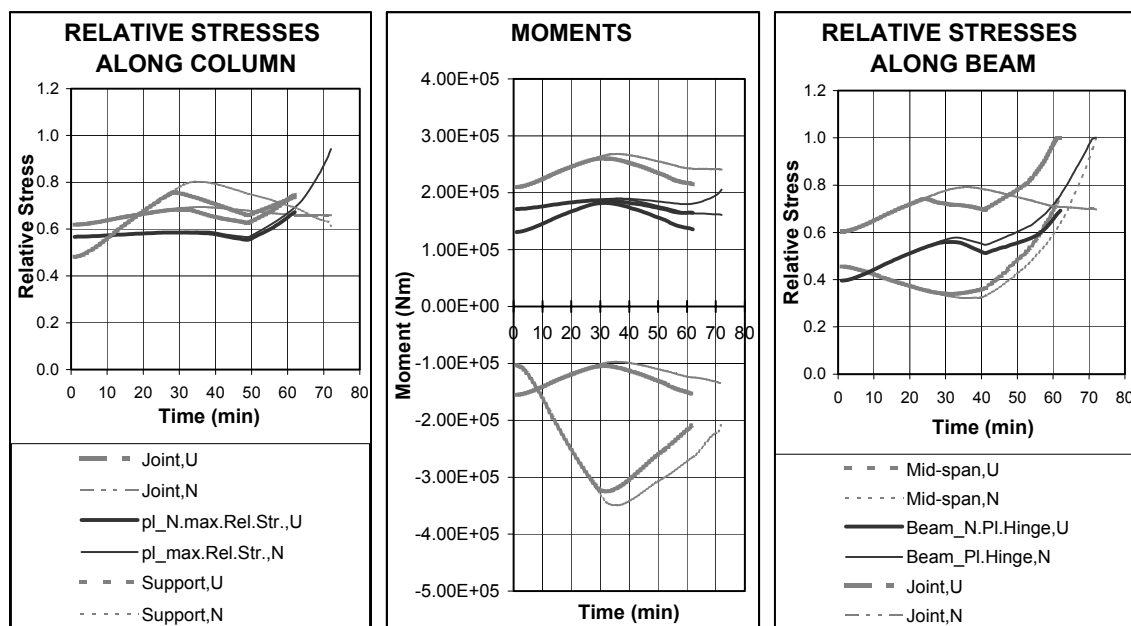 RELATIVE STRESSES
ALONG COLUMN
Relative Stress
1.2
1.0
0.8
0.6
0.4
0.2
0.0
0 10 20 30 40 50 60 70 80
Time (min)
Joint,U
Joint,N
pl_N.max.Rel.Str.,U
pl_max.Rel.Str.,N
Support,U
Support,N
MOMENTS
Moment (Nm)
4.00E+05
3.00E+05
2.00E+05
1.00E+05
0.00E+00
0 10 20 30 40 50 60 70 80
-1.00E+05
-2.00E+05
-3.00E+05
-4.00E+05
-5.00E+05
Time (min)
RELATIVE STRESSES
ALONG BEAM
Relative Stress
1.2
1.0
0.8
0.6
0.4
0.2
0.0
0 10 20 30 40 50 60 70 80
Time (min)
Mid-span,U
Mid-span,N
Beam_N.Pl.Hinge,U
Beam_Pl.Hinge,N
Joint,U
Joint,N